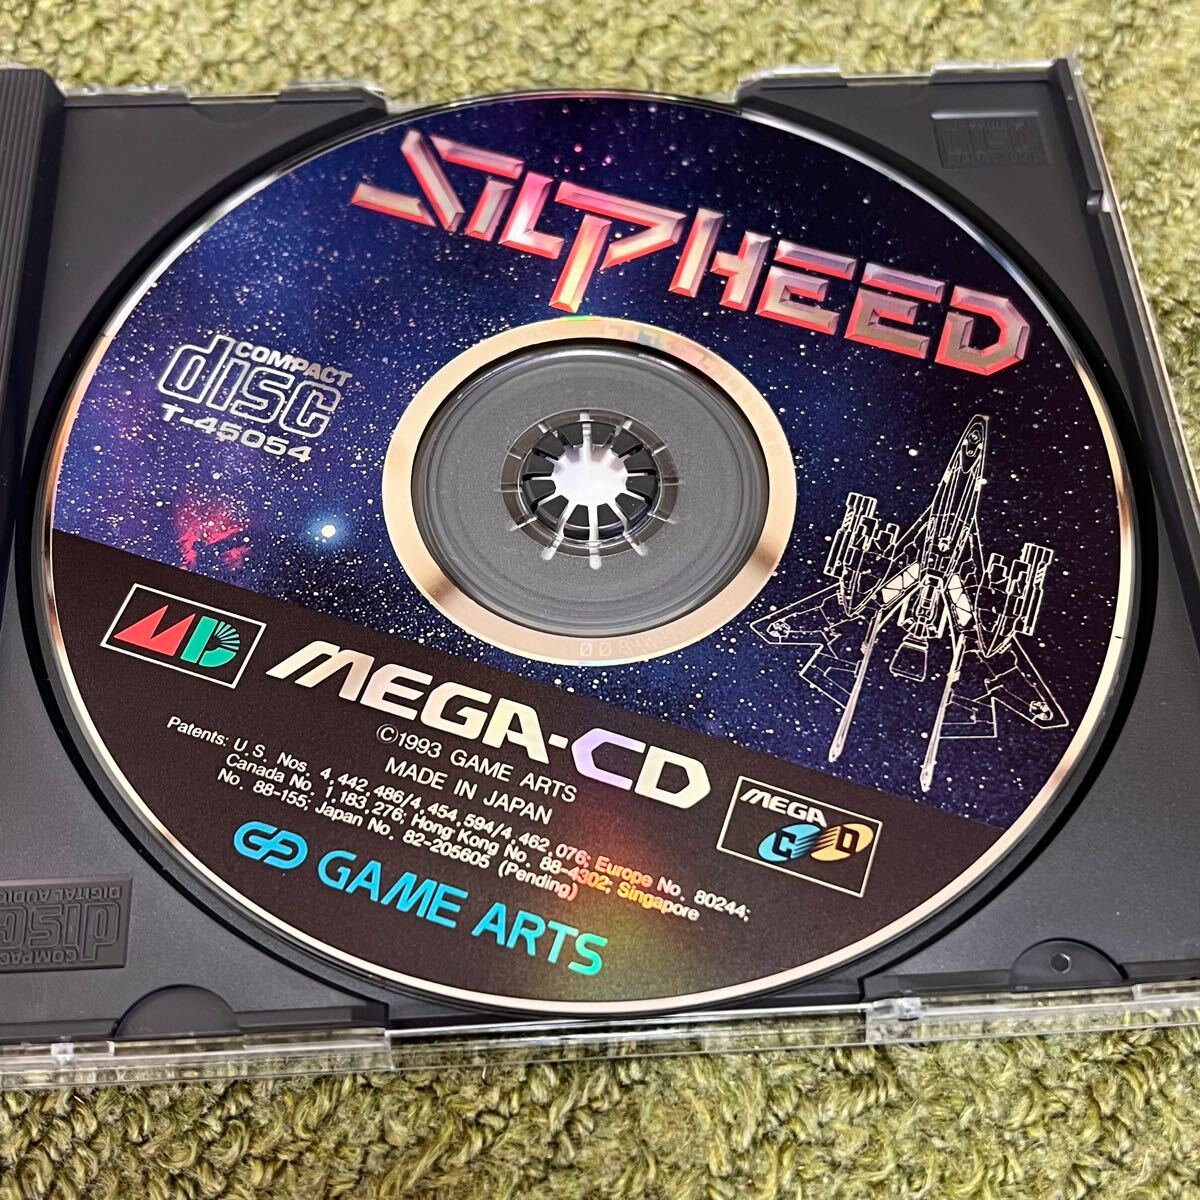 SILPHEED
COMPACT
disc
T-45054
MEGA-CD
©1993 GAME ARTS
MADE IN JAPAN
Patents: U.S. Nos. 4,442,486/4,454,594/4,462,076; Europe No. 80244;
Canada No. 1,183,276; Hong Kong No. 88-4302; Singapore
No. 88-155; Japan No. 82-205605 (Pending)
MEGA
CD
GAME ARTS
COMPACT
disc
DIGITAL AUDIO